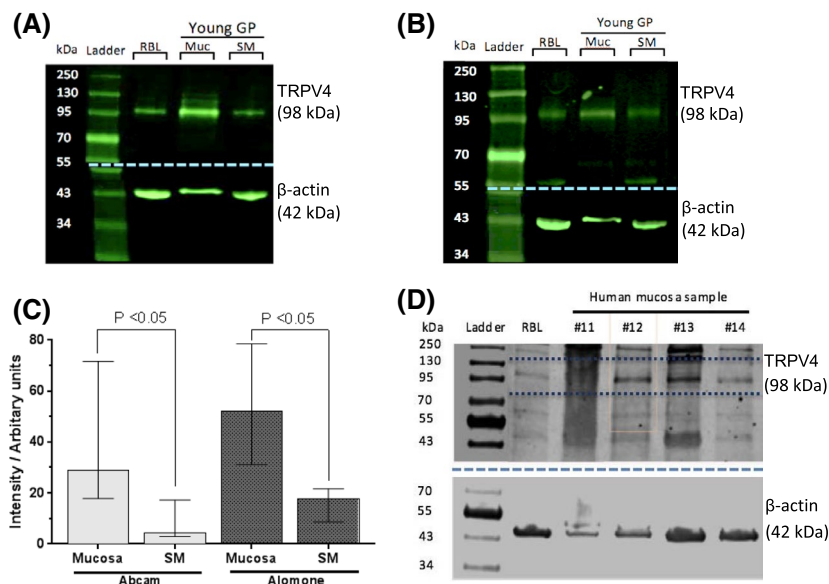 (A)
Young GP
kDa Ladder RBL Muc SM
250
130
95
70
55
43
34
TRPV4
(98 kDa)
β-actin
(42 kDa)
(B)
Young GP
kDa Ladder RBL Muc SM
250
130
95
70
55
43
34
TRPV4
(98 kDa)
β-actin
(42 kDa)
(C)
P <0.05 P <0.05
Intensity / Arbitary units
80
60
40
20
0
Mucosa SM Mucosa SM
Abcam Alomone
(D)
Human mucosa sample
kDa Ladder RBL #11 #12 #13 #14
250
130
95
70
55
43
TRPV4
(98 kDa)
70
55
43
34
β-actin
(42 kDa)